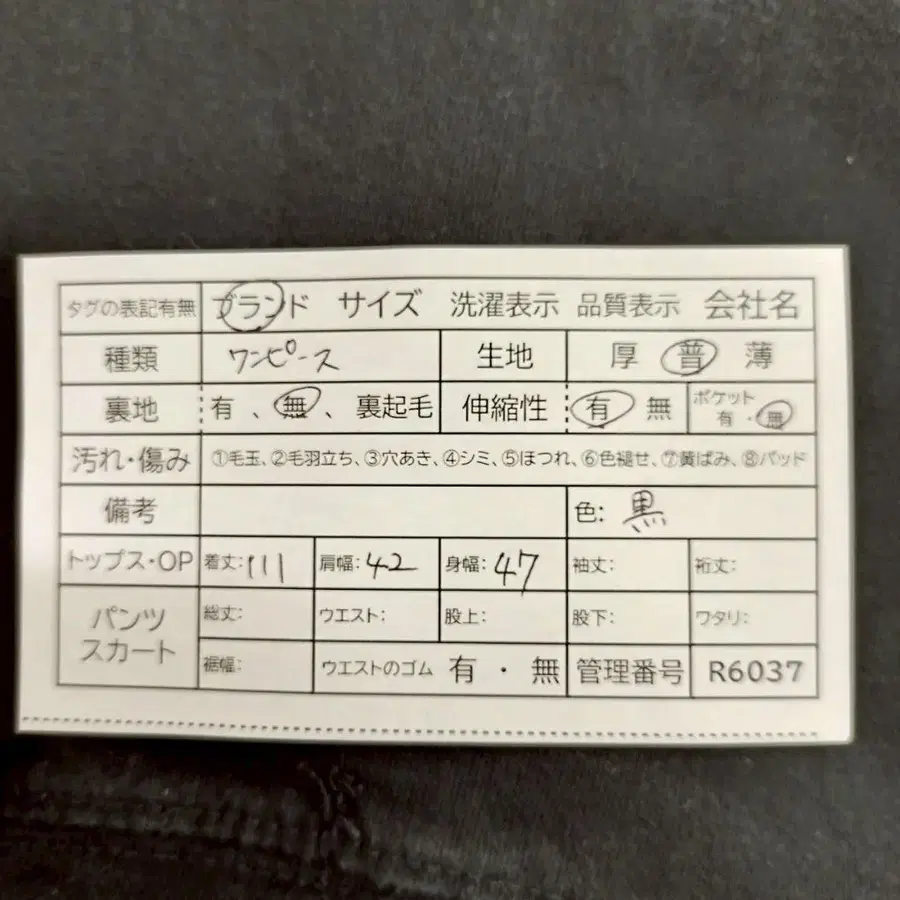 タグの表記有無 ブランド サイズ 洗濯表示 品質表示 会社名
種類 ワンピース 生地 厚 普 薄
裏地 有、無、裏起毛 伸縮性 有 無 ポケット 有・無
汚れ・傷み ①毛玉、②毛羽立ち、③穴あき、④シミ、⑤ほつれ、⑥色褪せ、⑦黄ばみ、⑧パッド
備考 色: 黒
トップス・OP 着丈:111 肩幅:42 身幅:47 袖丈: 裄丈:
パンツ スカート 総丈: ウエスト: 股上: 股下: ワタリ:
裾幅: ウエストのゴム 有・無 管理番号 R6037